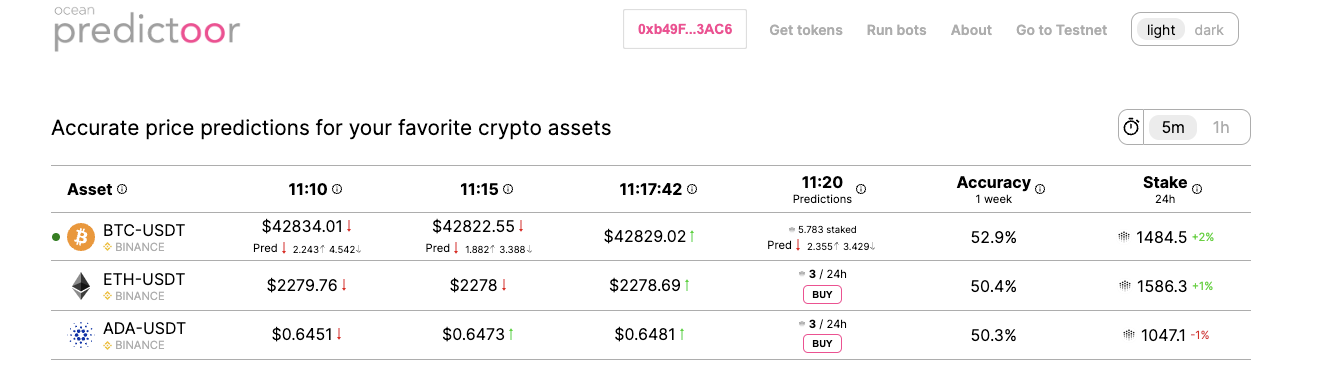 ocean
predictoor
0xb49F...3AC6 Get tokens Run bots About Go to Testnet light dark
Accurate price predictions for your favorite crypto assets 5m 1h
Asset 11:10 11:15 11:17:42 11:20 Accuracy Stake
Predictions 1 week 24h
BTC-USDT $42834.01↓ $42822.55↓ $42829.02↑ 5.783 staked 52.9% 1484.5 +2%
BINANCE Pred ↓ 2.243↑ 4.542↓ Pred ↓ 1.882↑ 3.388↓ Pred ↓ 2.355↑ 3.429↓
ETH-USDT $2279.76↓ $2278↓ $2278.69↑ 3 / 24h 50.4% 1586.3 +1%
BINANCE BUY
ADA-USDT $0.6451↓ $0.6473↑ $0.6481↑ 3 / 24h 50.3% 1047.1 -1%
BINANCE BUY